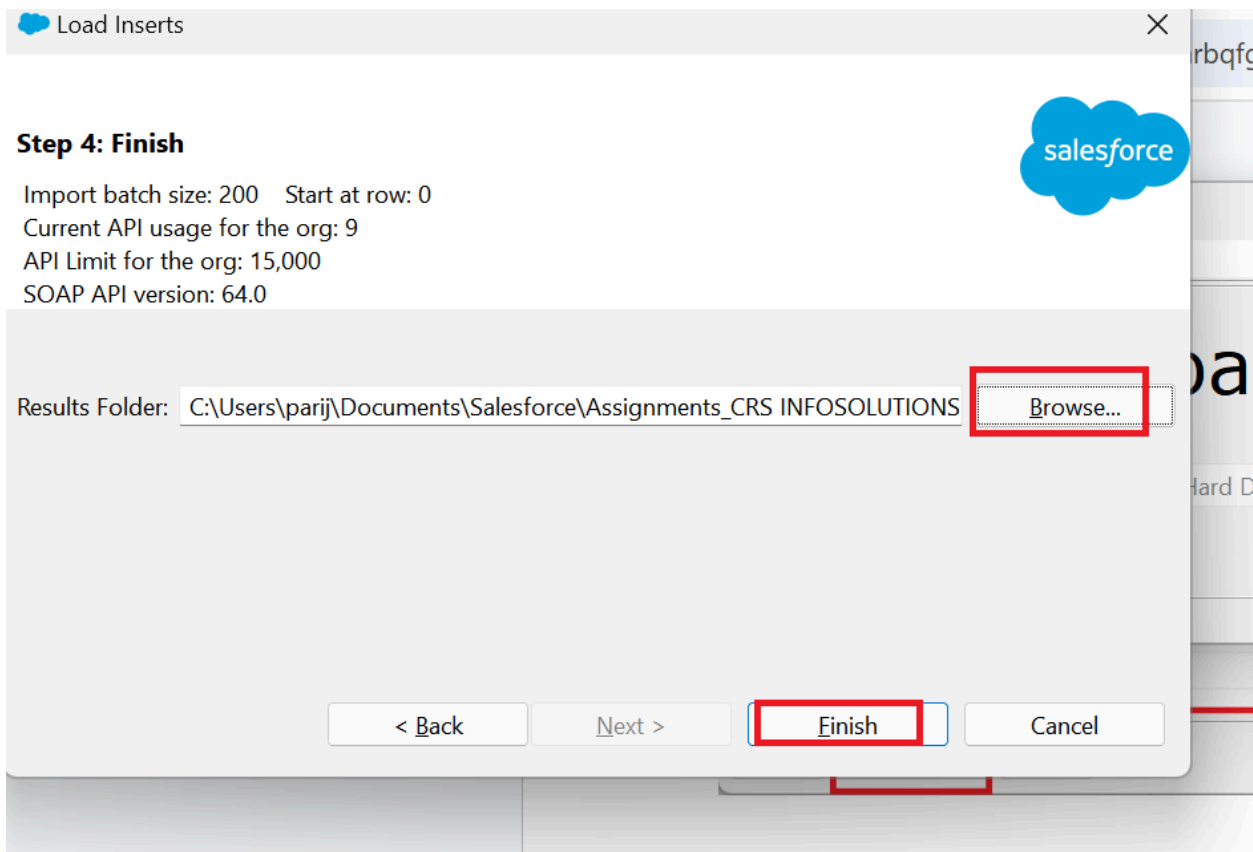 Load Inserts
Step 4: Finish
salesforce
Import batch size: 200 Start at row: 0
Current API usage for the org: 9
API Limit for the org: 15,000
SOAP API version: 64.0
Results Folder: C:\Users\parij\Documents\Salesforce\Assignments_CRS INFOSOLUTIONS Browse...
Hard D
< Back Next > Finish Cancel